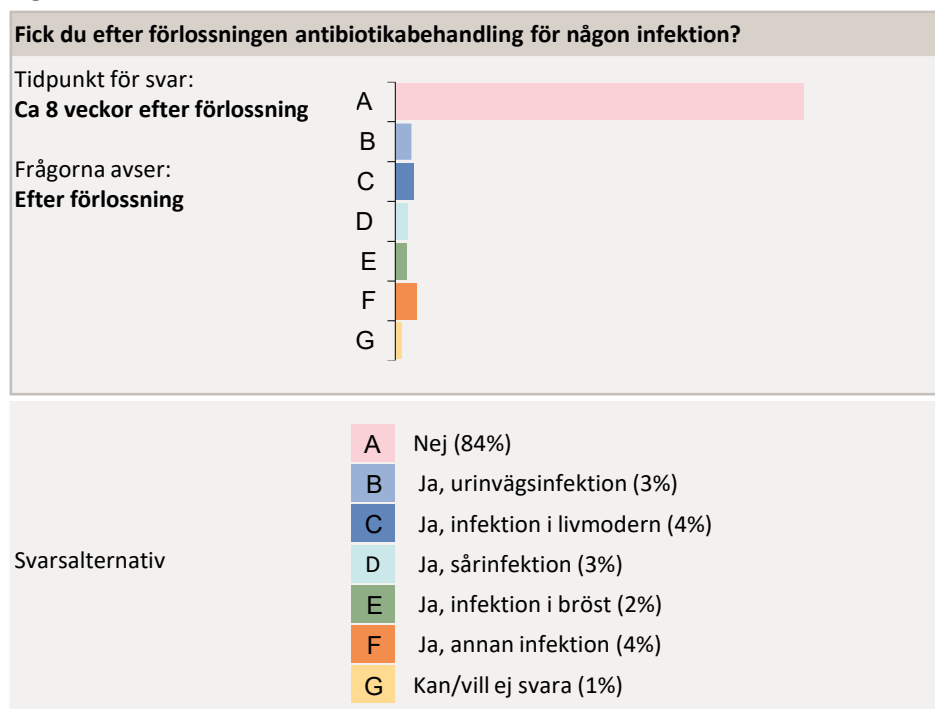 Fick du efter förlossningen antibiotikabehandling för någon infektion?
Tidpunkt för svar:
Ca 8 veckor efter förlossning
Frågorna avser:
Efter förlossning
A
B
C
D
E
F
G
Svarsalternativ
A Nej (84%)
B Ja, urinvägsinfektion (3%)
C Ja, infektion i livmodern (4%)
D Ja, sårinfektion (3%)
E Ja, infektion i bröst (2%)
F Ja, annan infektion (4%)
G Kan/vill ej svara (1%)